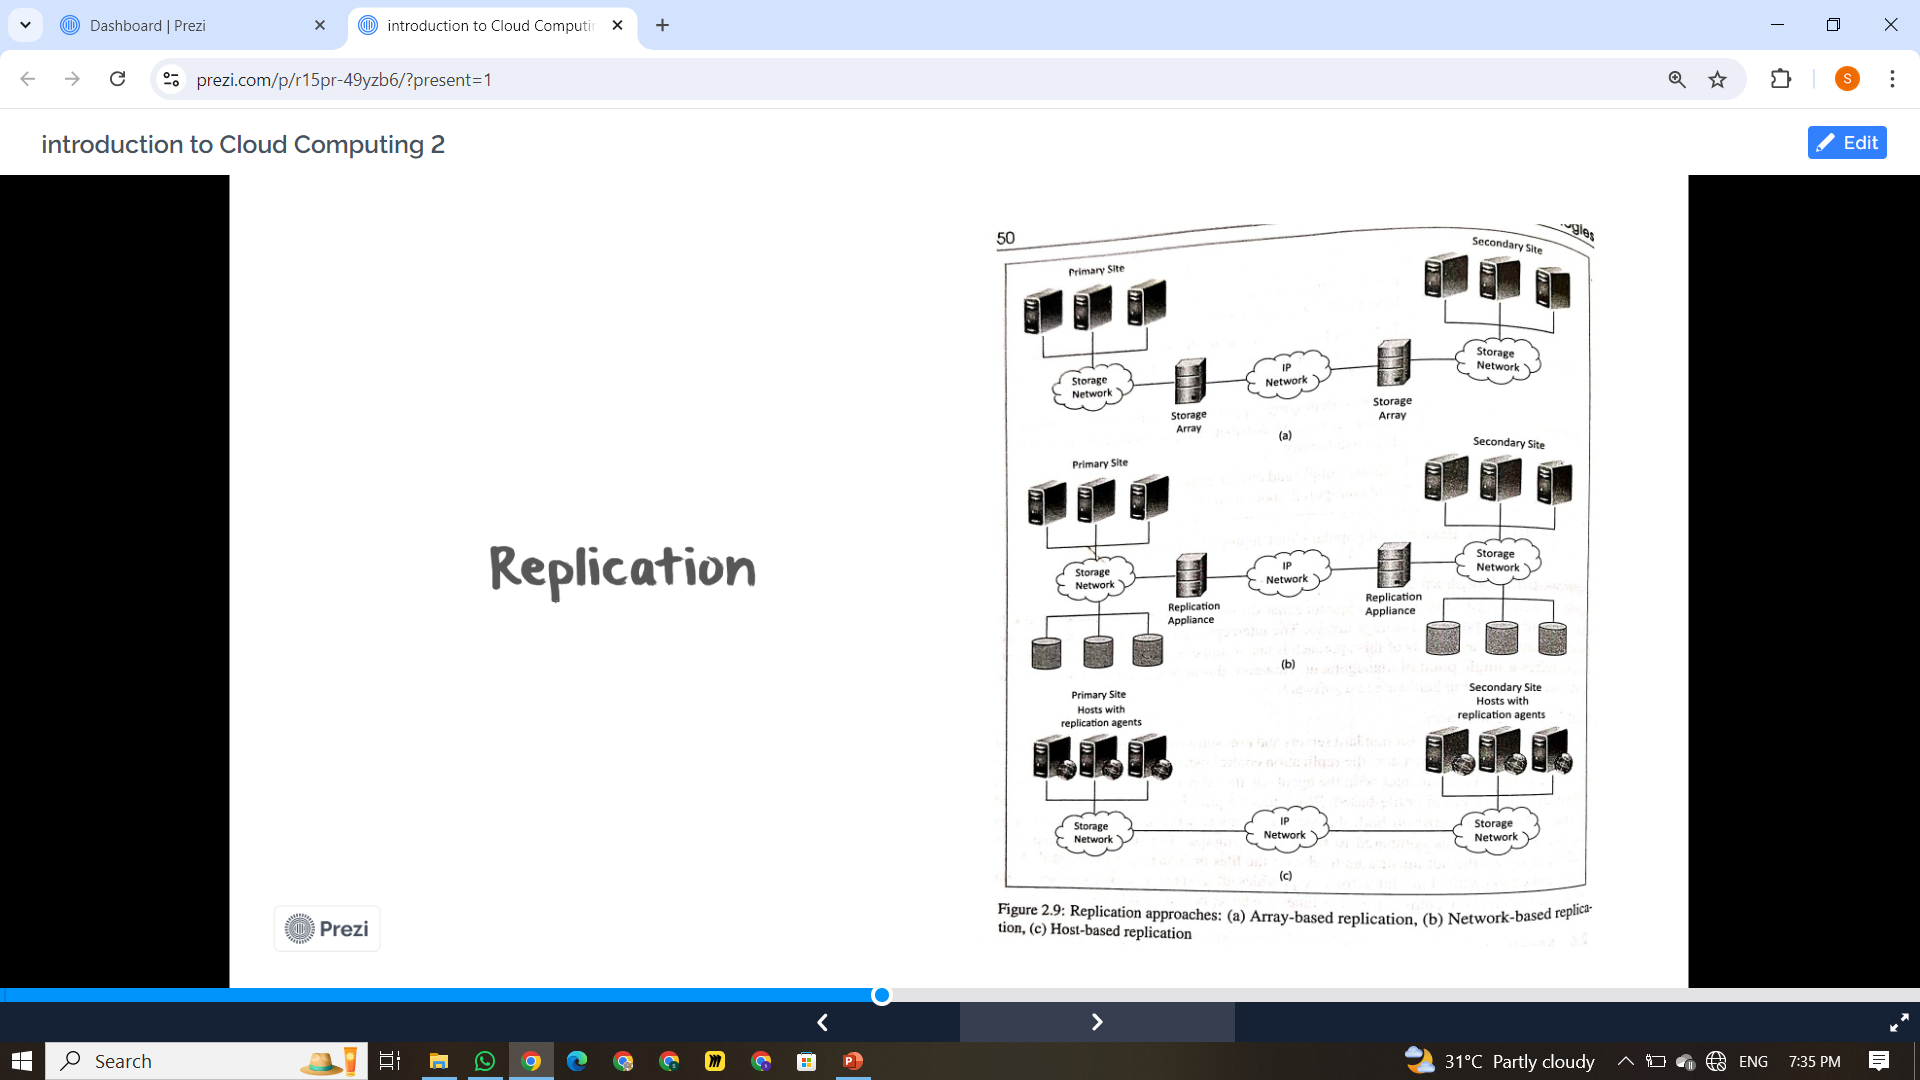 Dashboard | Prezi
introduction to Cloud Computin
prezi.com/p/r15pr-49yzb6/?present=1
S
introduction to Cloud Computing 2
Edit
Replication
50
Primary Site
Secondary Site
Storage
Network
Storage
Array
IP
Network
Storage
Array
Storage
Network
(a)
Primary Site
Secondary Site
Storage
Network
Replication
Appliance
IP
Network
Replication
Appliance
Storage
Network
(b)
Primary Site
Hosts with
replication agents
Secondary Site
Hosts with
replication agents
Storage
Network
IP
Network
Storage
Network
(c)
Figure 2.9: Replication approaches: (a) Array-based replication, (b) Network-based replica-
tion, (c) Host-based replication
Prezi
Search
31°C Partly cloudy
ENG
7:35 PM